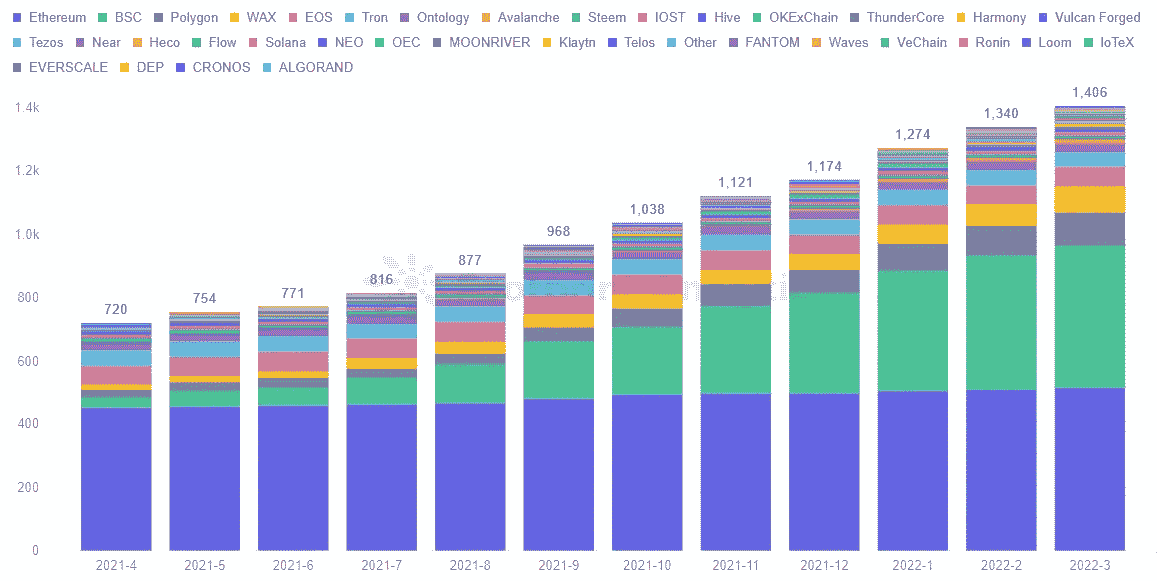 Ethereum BSC Polygon WAX EOS Tron Ontology Avalanche Steem IOST Hive OKExChain ThunderCore Harmony Vulcan Forged
Tezos Near Heco Flow Solana NEO OEC MOONRIVER Klaytn Telos Other FANTOM Waves VeChain Ronin Loom IoTeX
EVERSCALE DEP CRONOS ALGORAND
1.4k
1.2k
1.0k
800
600
400
200
0
720 754 771 816 877 968 1,038 1,121 1,174 1,274 1,340 1,406
2021-4 2021-5 2021-6 2021-7 2021-8 2021-9 2021-10 2021-11 2021-12 2022-1 2022-2 2022-3